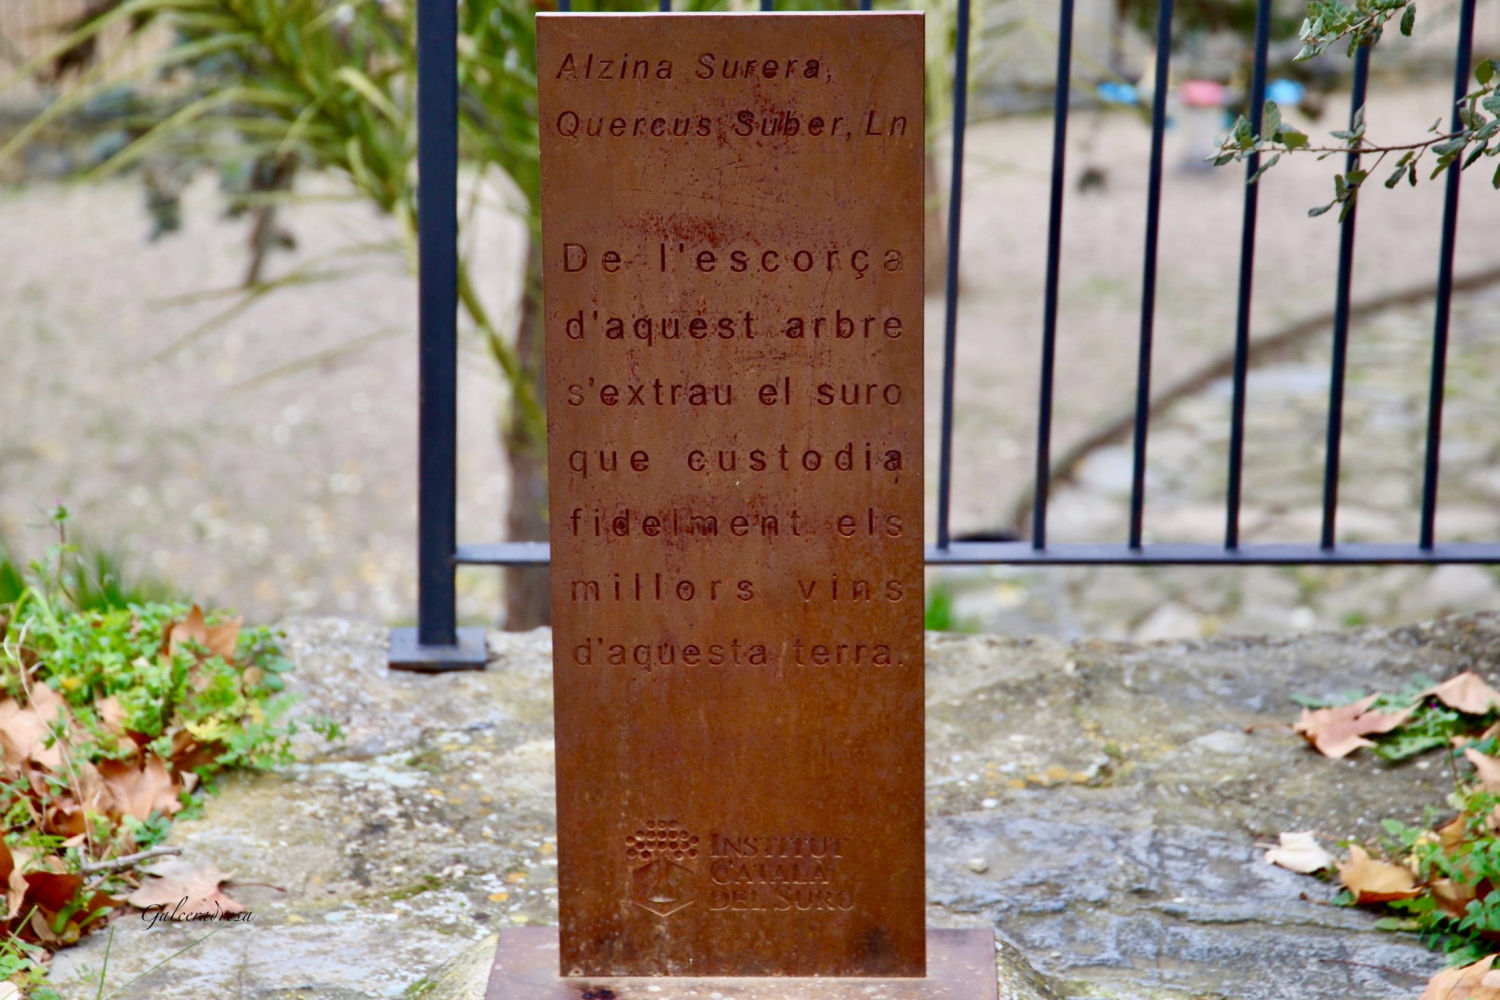 Alzina Surera,
Quercus Suber, Ln
De l'escorça
d'aquest arbre
s'extrau el suro
que custodia
fidelment els
millors vins
d'aquesta terra.
INSTITUT
CATALÀ
DEL SURO
Galceradrosa